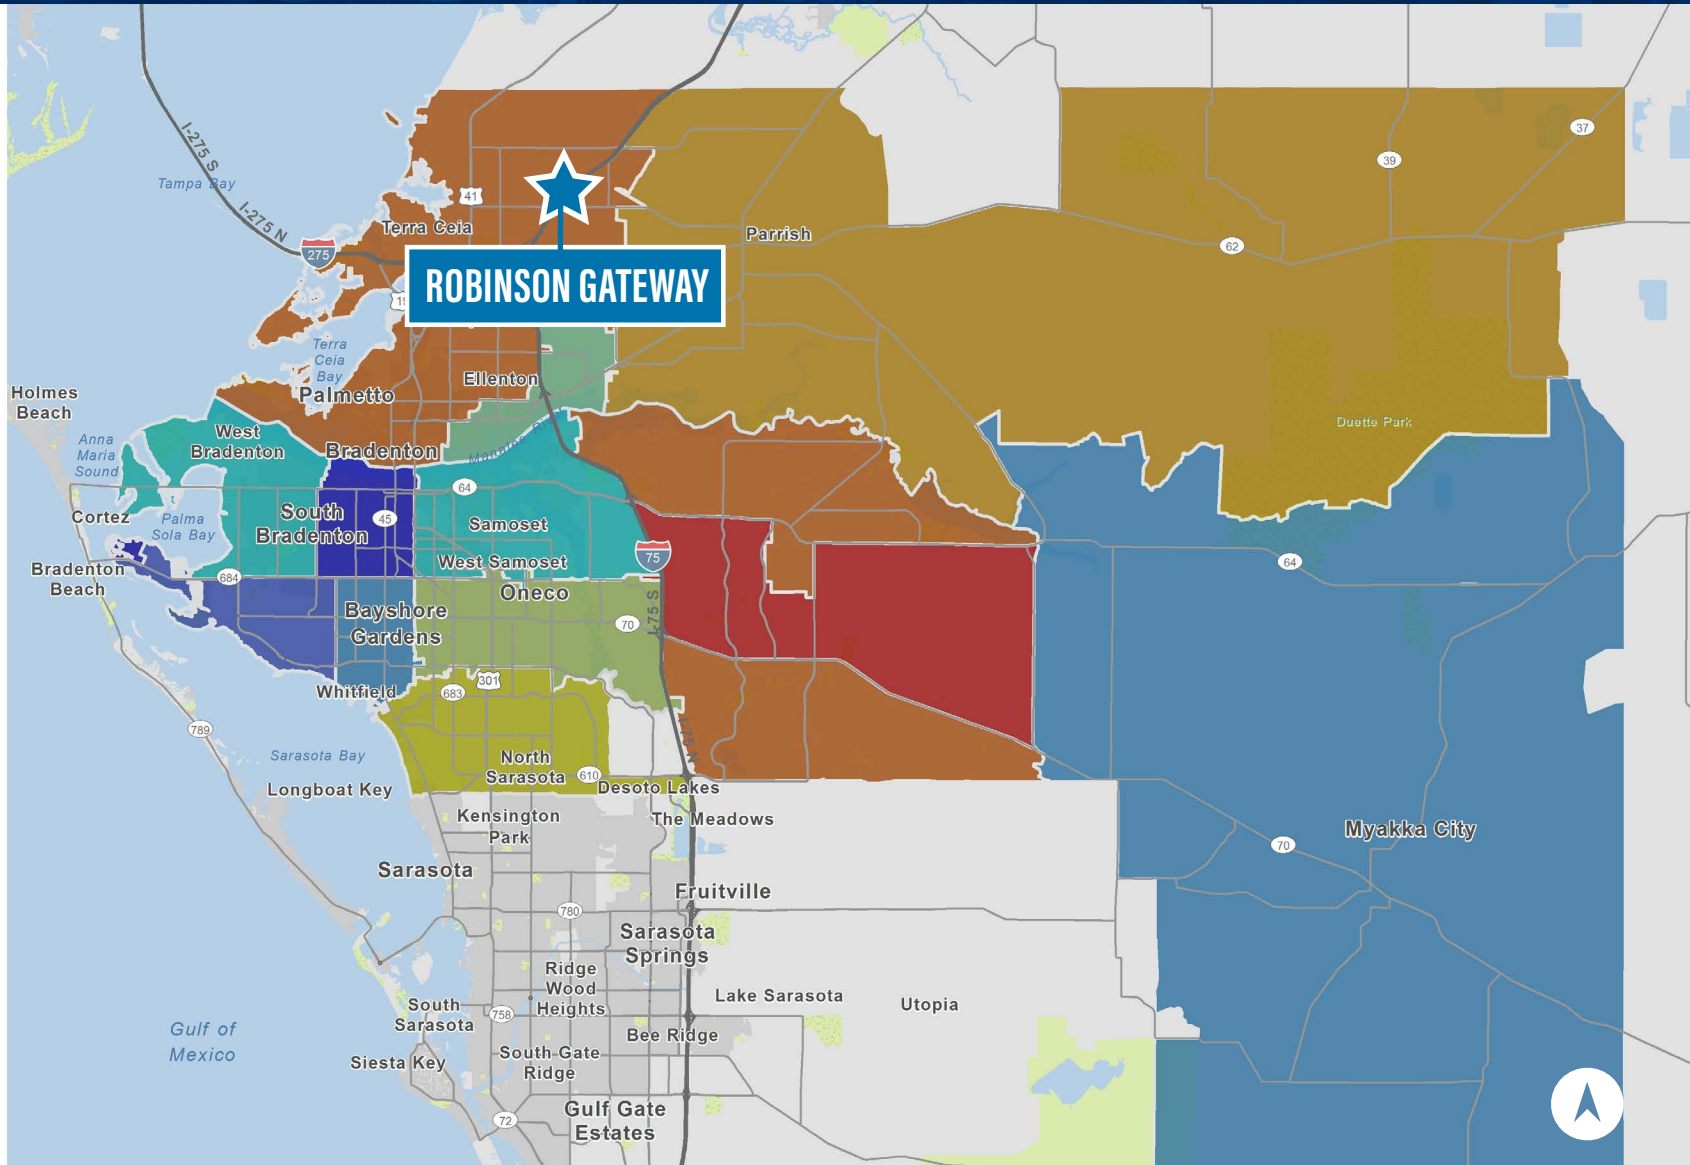 37
39
I-275 S
Tampa Bay
41
I-275 N
Terra Ceia
Parrish
62
275
ROBINSON GATEWAY
Terra
Ceia
Bay
Ellenton
Palmetto
Holmes
Beach
Duette Park
West
Bradenton
Anna
Maria
Sound
Bradenton
64
Cortez
Palma
Sola Bay
South
Bradenton
45
Samoset
75
West Samoset
64
Bradenton
Beach
684
Oneco
Bayshore
Gardens
70
I-75 S
Whitfield
683
301
789
I-75 N
Sarasota Bay
North
Sarasota
610
Longboat Key
Desoto Lakes
Kensington
Park
The Meadows
Myakka City
70
Sarasota
Fruitville
780
Sarasota
Springs
Ridge
Wood
Heights
Lake Sarasota
Utopia
South
Sarasota
758
Gulf of
Mexico
Bee Ridge
Siesta Key
South Gate
Ridge
72
Gulf Gate
Estates